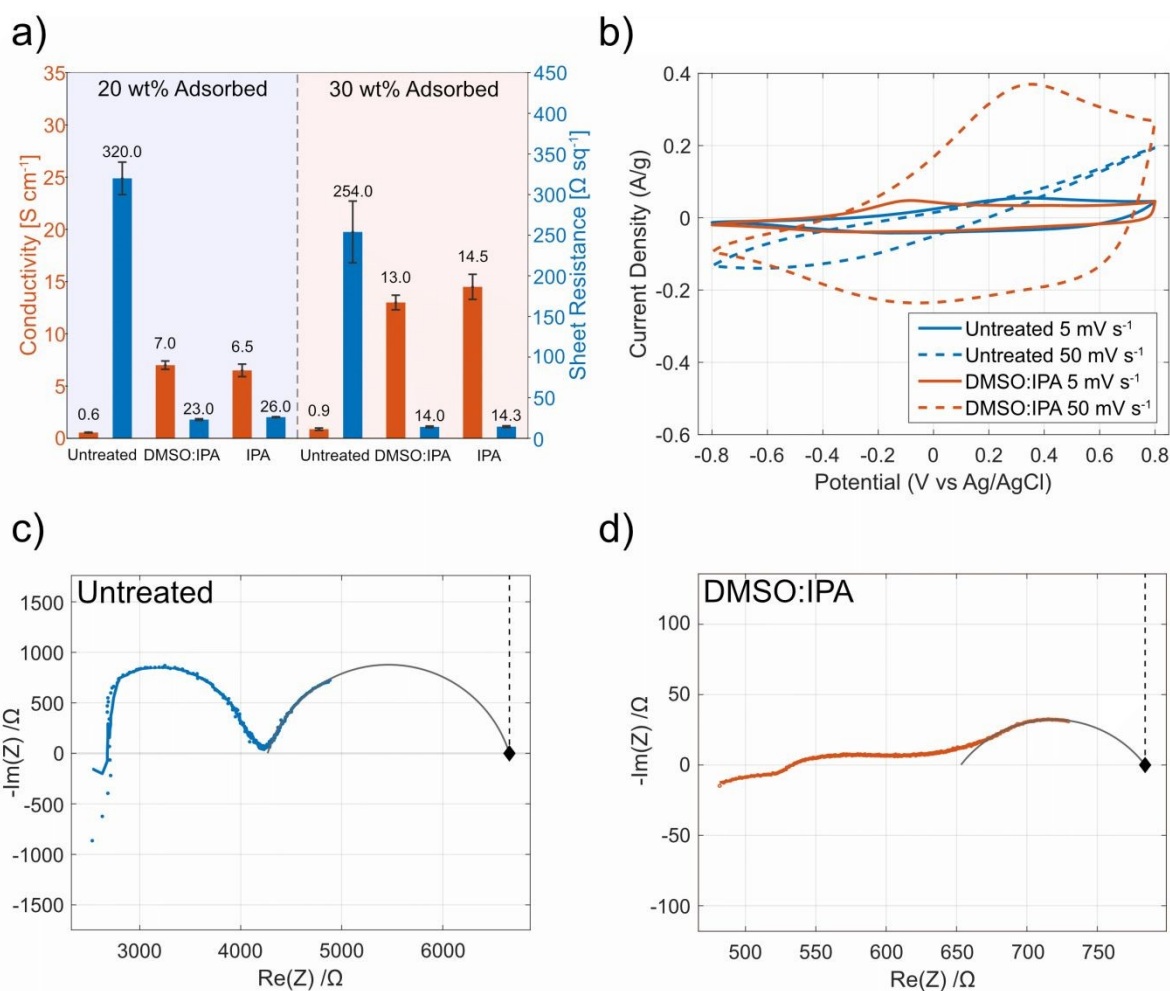 a)
20 wt% Adsorbed
30 wt% Adsorbed
Conductivity [S cm⁻¹]
35
30
25
20
15
10
5
0
0.6
320.0
7.0
23.0
6.5
26.0
0.9
254.0
13.0
14.0
14.5
14.3
Untreated
DMSO:IPA
IPA
Untreated
DMSO:IPA
IPA
450
400
350
300
250
200
150
100
50
0
Sheet Resistance [Ω sq⁻¹]
b)
Current Density (A/g)
0.4
0.2
0
-0.2
-0.4
-0.6
Untreated 5 mV s⁻¹
Untreated 50 mV s⁻¹
DMSO:IPA 5 mV s⁻¹
DMSO:IPA 50 mV s⁻¹
-0.8 -0.6 -0.4 -0.2 0 0.2 0.4 0.6 0.8
Potential (V vs Ag/AgCl)
c)
Untreated
-Im(Z) /Ω
1500
1000
500
0
-500
-1000
-1500
3000 4000 5000 6000
Re(Z) /Ω
d)
DMSO:IPA
-Im(Z) /Ω
100
50
0
-50
-100
500 550 600 650 700 750
Re(Z) /Ω